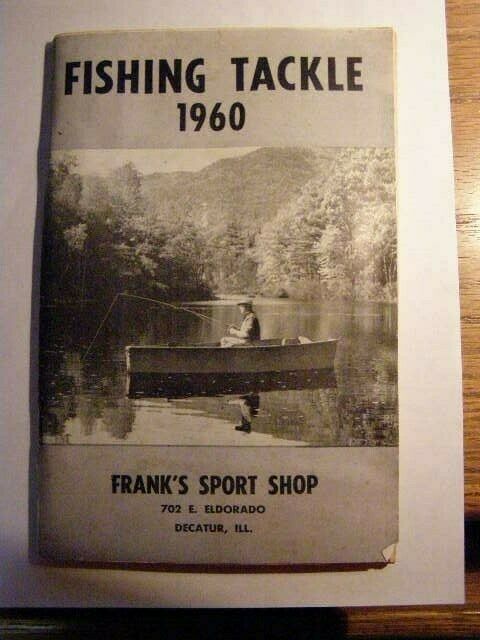 FISHING TACKLE
1960
FRANK'S SPORT SHOP
702 E. ELDORADO
DECATUR, ILL.